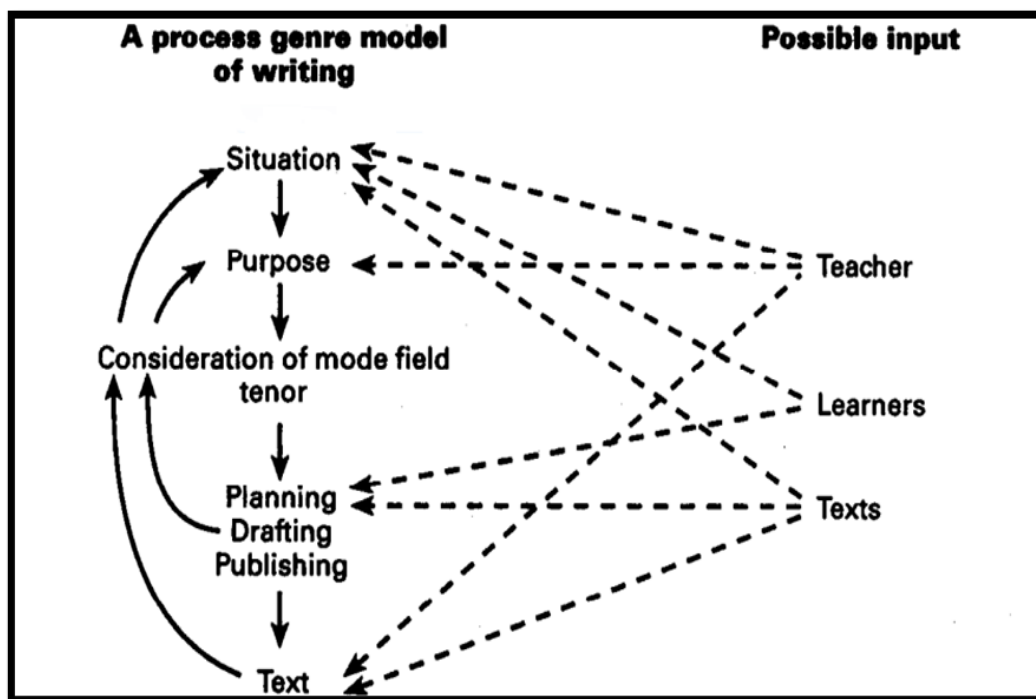 A process genre model
of writing
Possible input
Situation
Purpose
Teacher
Consideration of mode field
tenor
Learners
Planning
Drafting
Publishing
Texts
Text